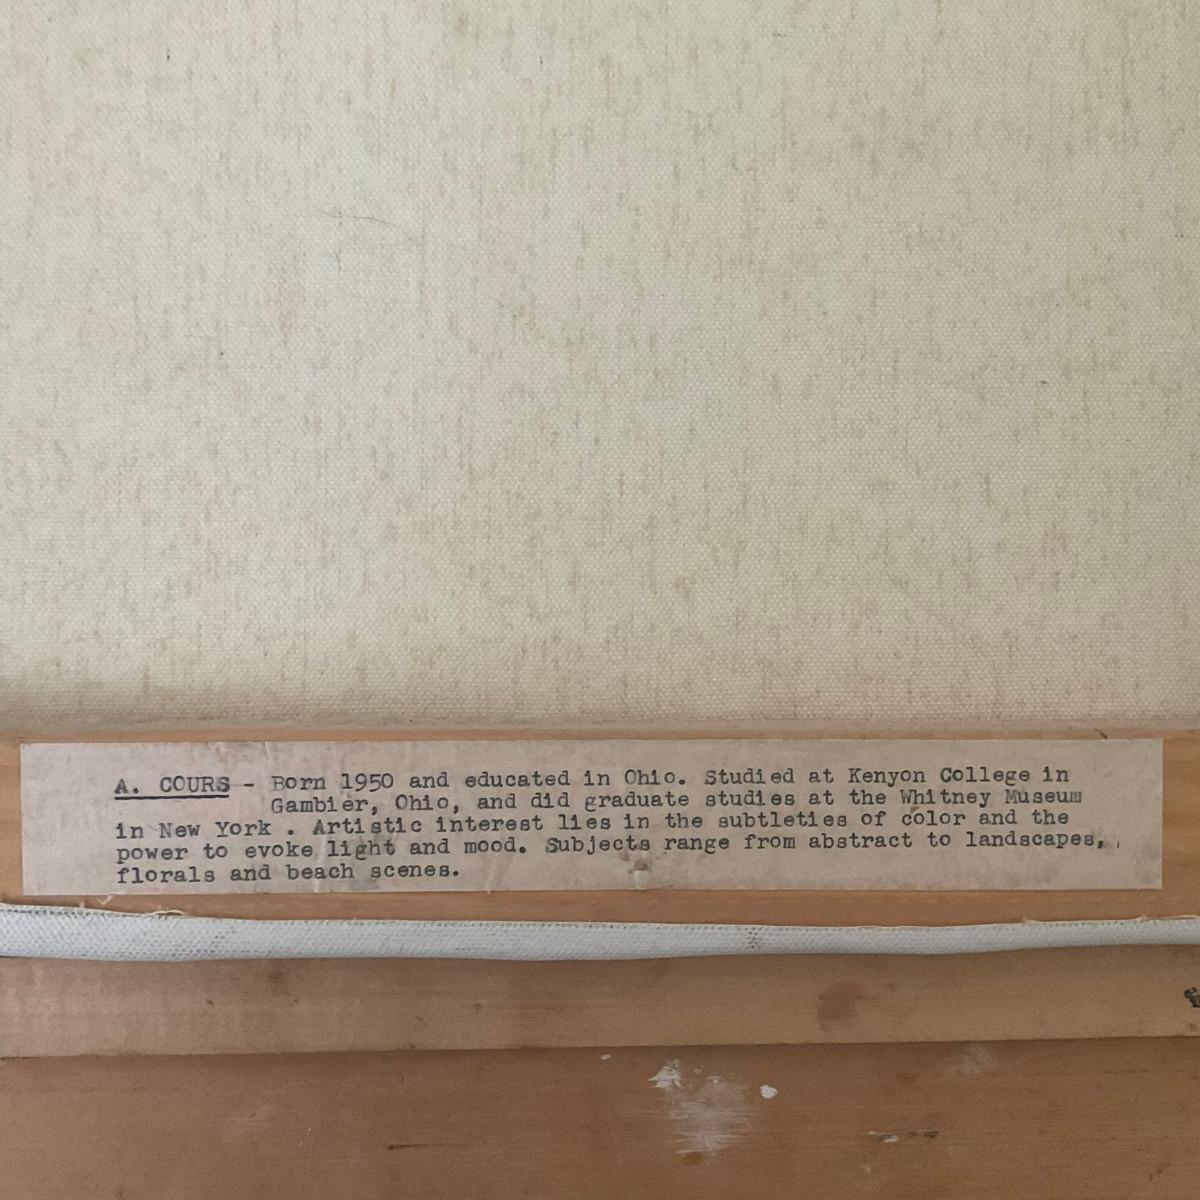 A. COURS - Born 1950 and educated in Ohio. Studied at Kenyon College in
Gambier, Ohio, and did graduate studies at the Whitney Museum
in New York . Artistic interest lies in the subtleties of color and the
power to evoke light and mood. Subjects range from abstract to landscapes,
florals and beach scenes.